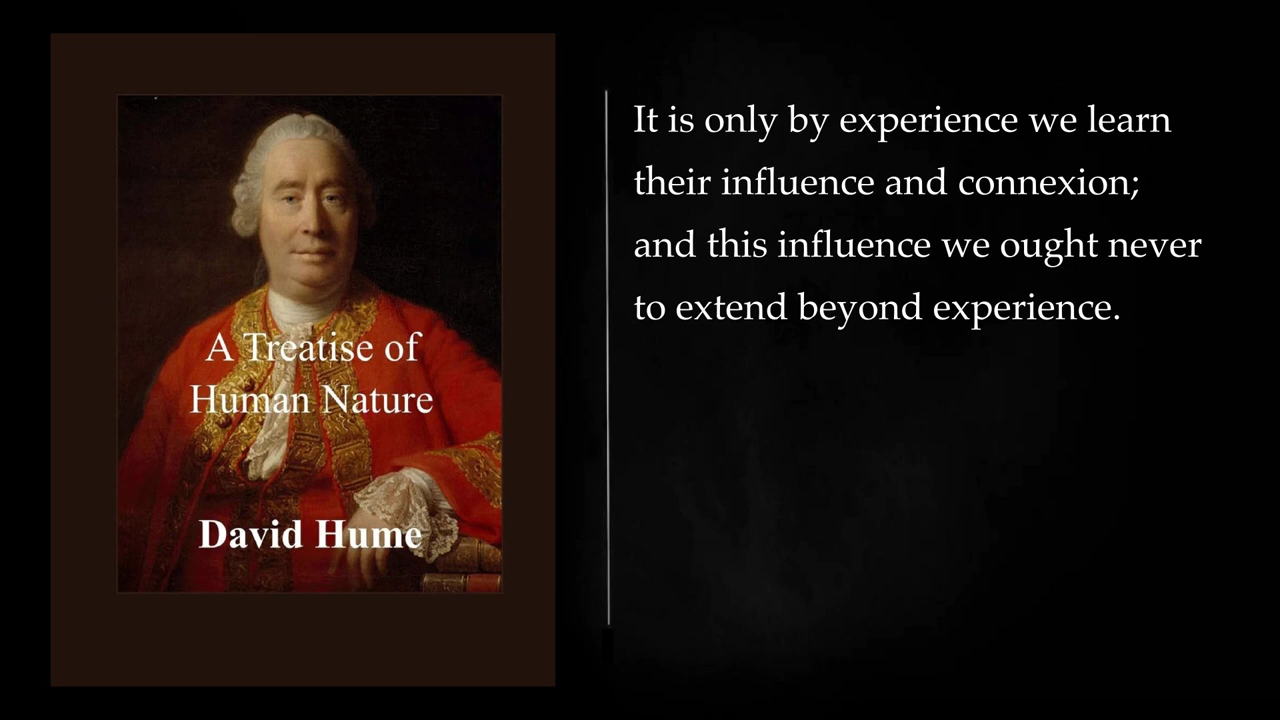 A Treatise of
Human Nature
David Hume
It is only by experience we learn
their influence and connexion;
and this influence we ought never
to extend beyond experience.